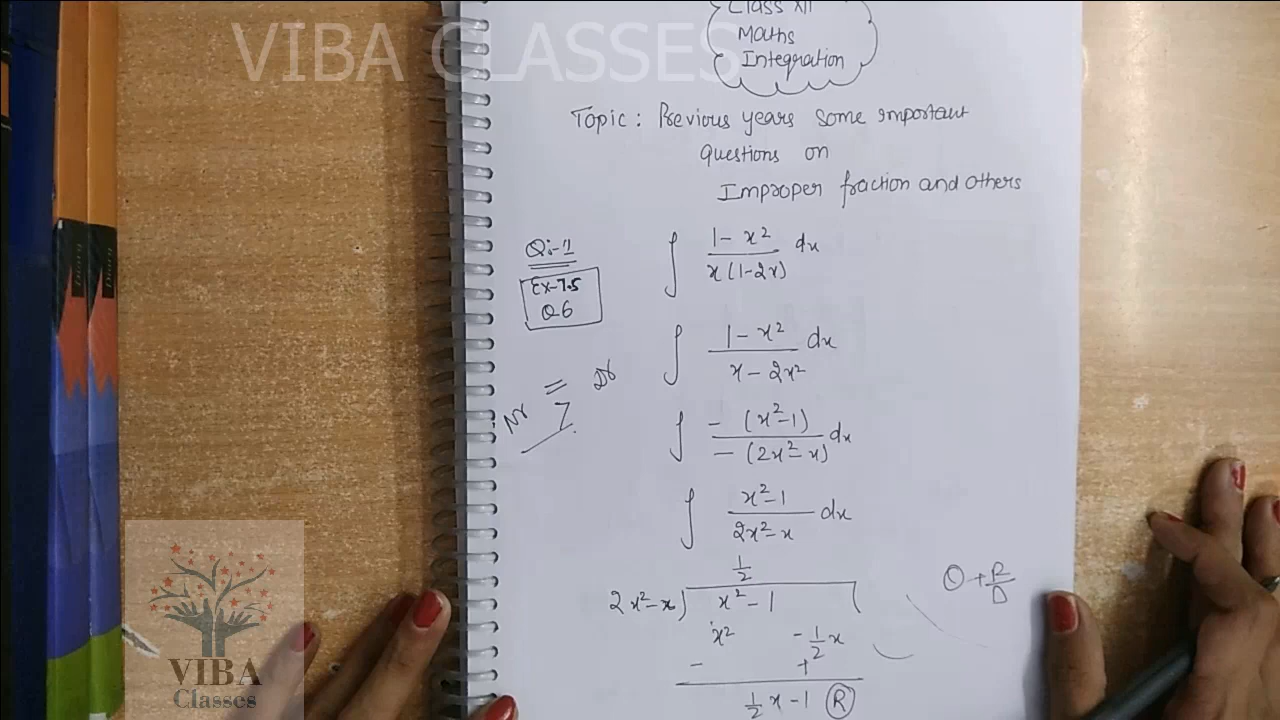 VIBA CLASSES
Class XII
Maths
Integration
Topic: Previous years some important
questions on
Improper fraction and others
Q:-1
Ex-7.5
Q6
∫ (1-x²)/(x(1-2x)) dx
∫ (1-x²)/(x-2x²) dx
Nr = Dr
∫ -(x²-1)/-(2x²-x) dx
∫ (x²-1)/(2x²-x) dx
1/2
2x²-x) x²-1
x² -1/2x
- +
1/2x-1 (R)
Q+R/D
VIBA
Classes